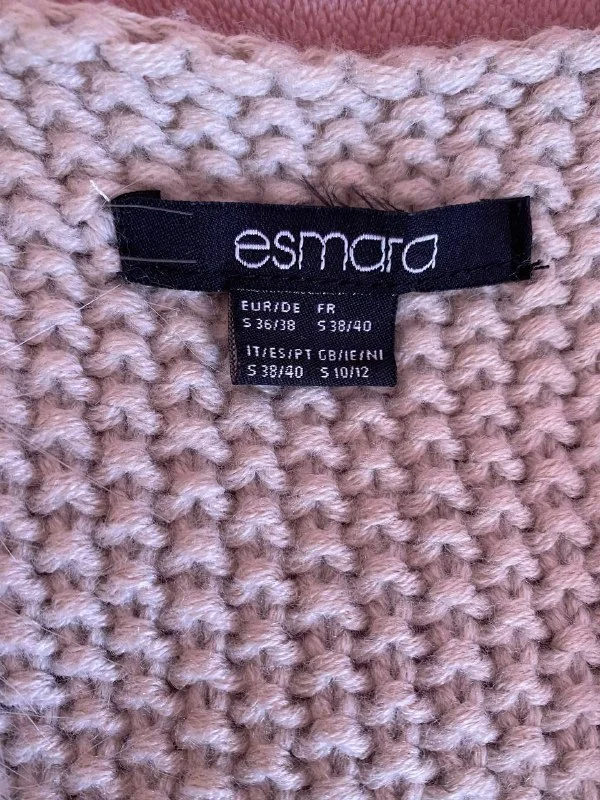 esmara
EUR/DE FR
S 36/38 S 38/40
IT/ES/PT GB/IE/NI
S 38/40 S 10/12